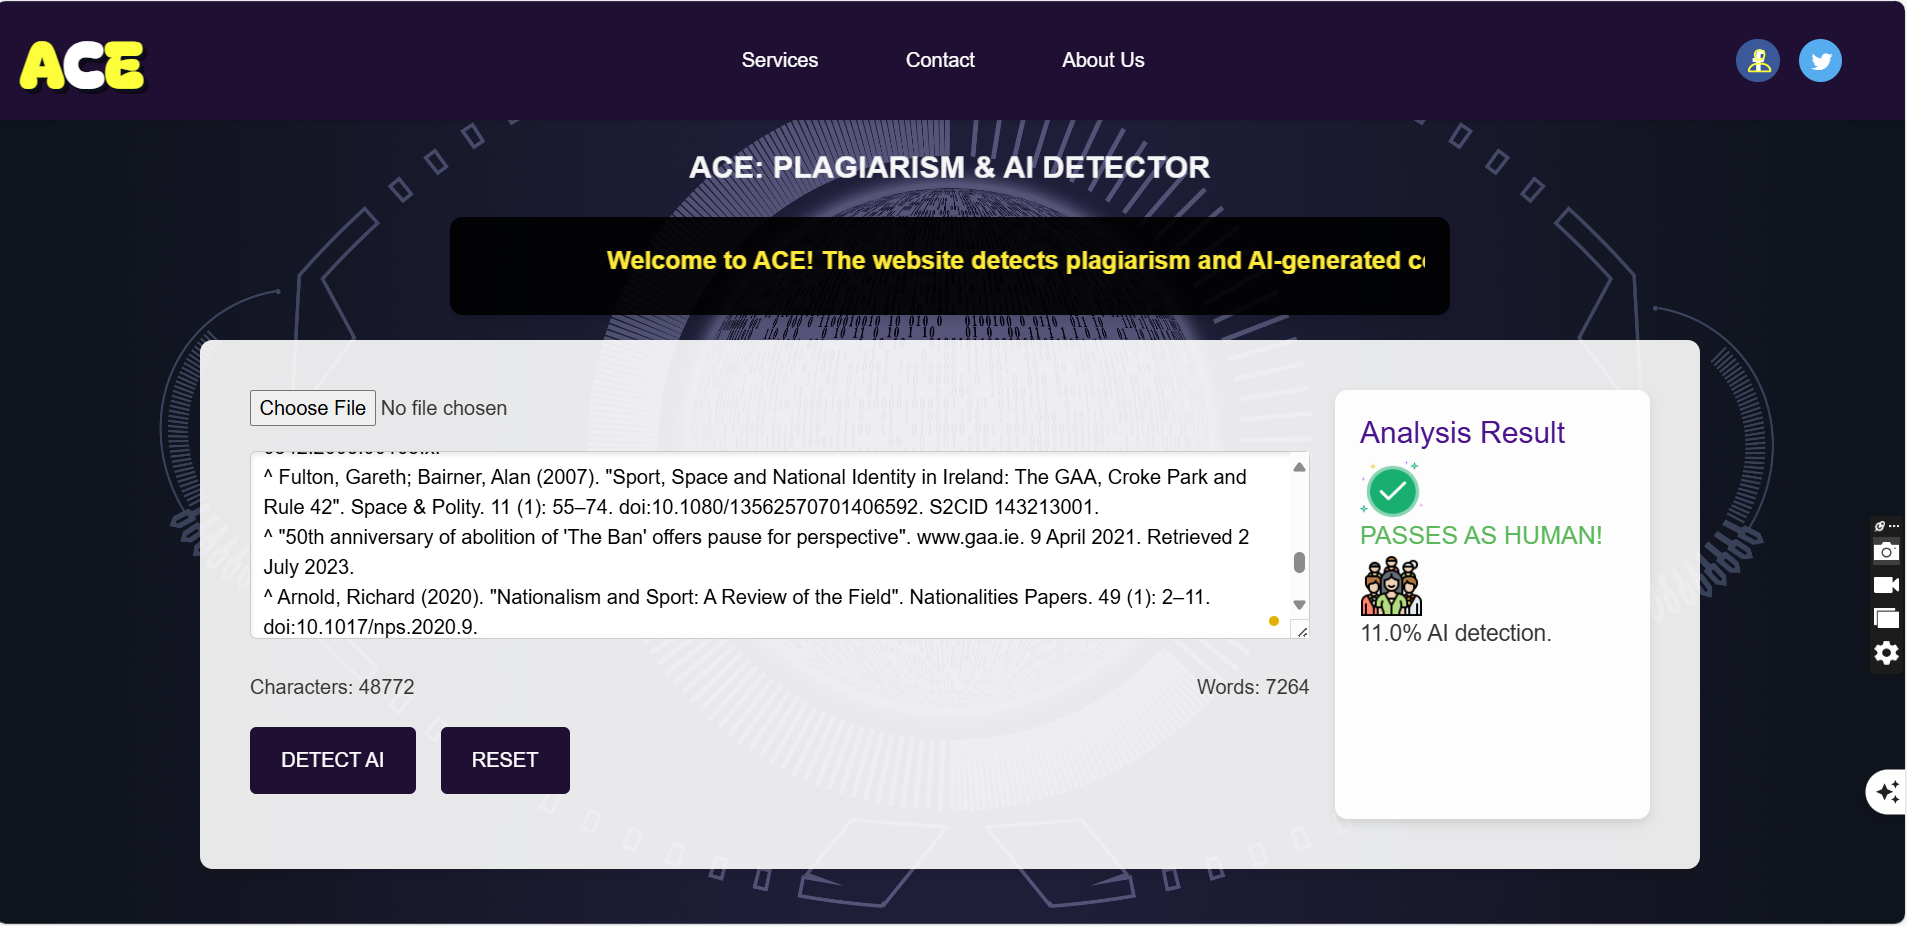 ACE
Services
Contact
About Us
ACE: PLAGIARISM & AI DETECTOR
Welcome to ACE! The website detects plagiarism and AI-generated
Choose File No file chosen
^ Fulton, Gareth; Bairner, Alan (2007). "Sport, Space and National Identity in Ireland: The GAA, Croke Park and
Rule 42". Space & Polity. 11 (1): 55–74. doi:10.1080/13562570701406592. S2CID 143213001.
^ "50th anniversary of abolition of 'The Ban' offers pause for perspective". www.gaa.ie. 9 April 2021. Retrieved 2
July 2023.
^ Arnold, Richard (2020). "Nationalism and Sport: A Review of the Field". Nationalities Papers. 49 (1): 2–11.
doi:10.1017/nps.2020.9.
Characters: 48772
Words: 7264
DETECT AI
RESET
Analysis Result
PASSES AS HUMAN!
11.0% AI detection.